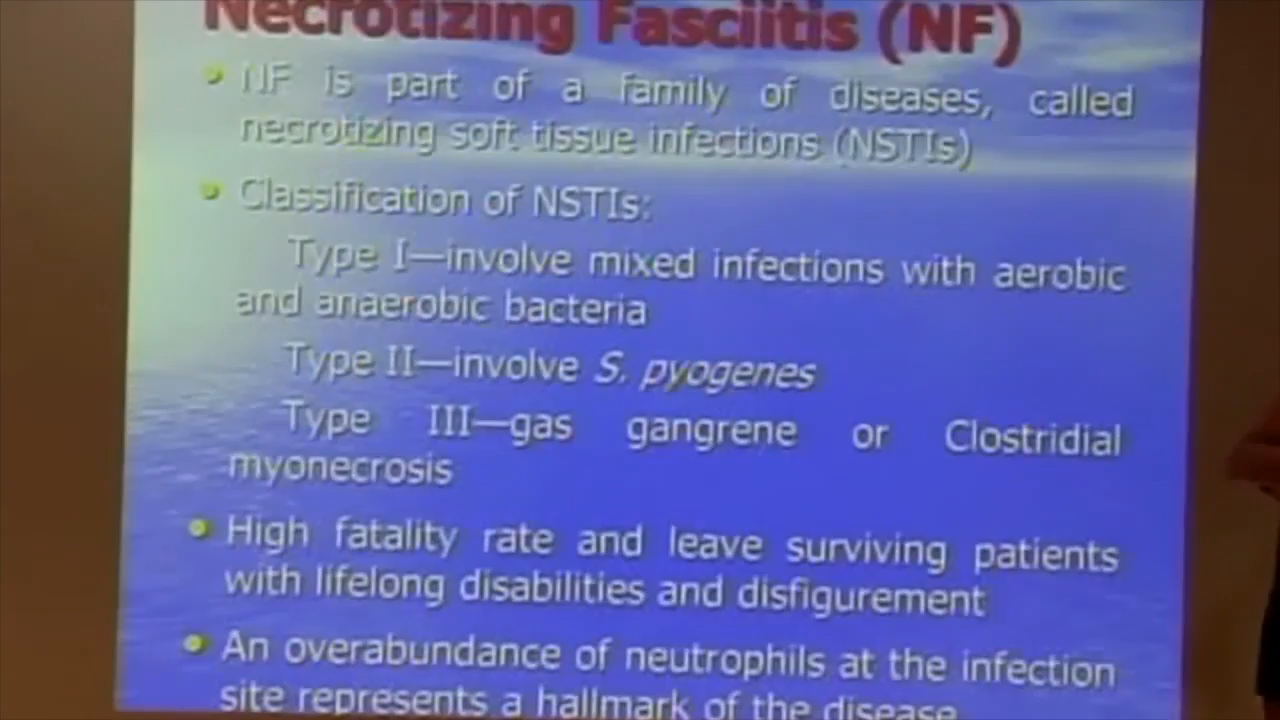 Necrotizing Fasciitis (NF)
NF is part of a family of diseases, called
necrotizing soft tissue infections (NSTIs)
Classification of NSTIs:
Type I—involve mixed infections with aerobic
and anaerobic bacteria
Type II—involve S. pyogenes
Type III—gas gangrene or Clostridial
myonecrosis
High fatality rate and leave surviving patients
with lifelong disabilities and disfigurement
An overabundance of neutrophils at the infection
site represents a hallmark of the disease